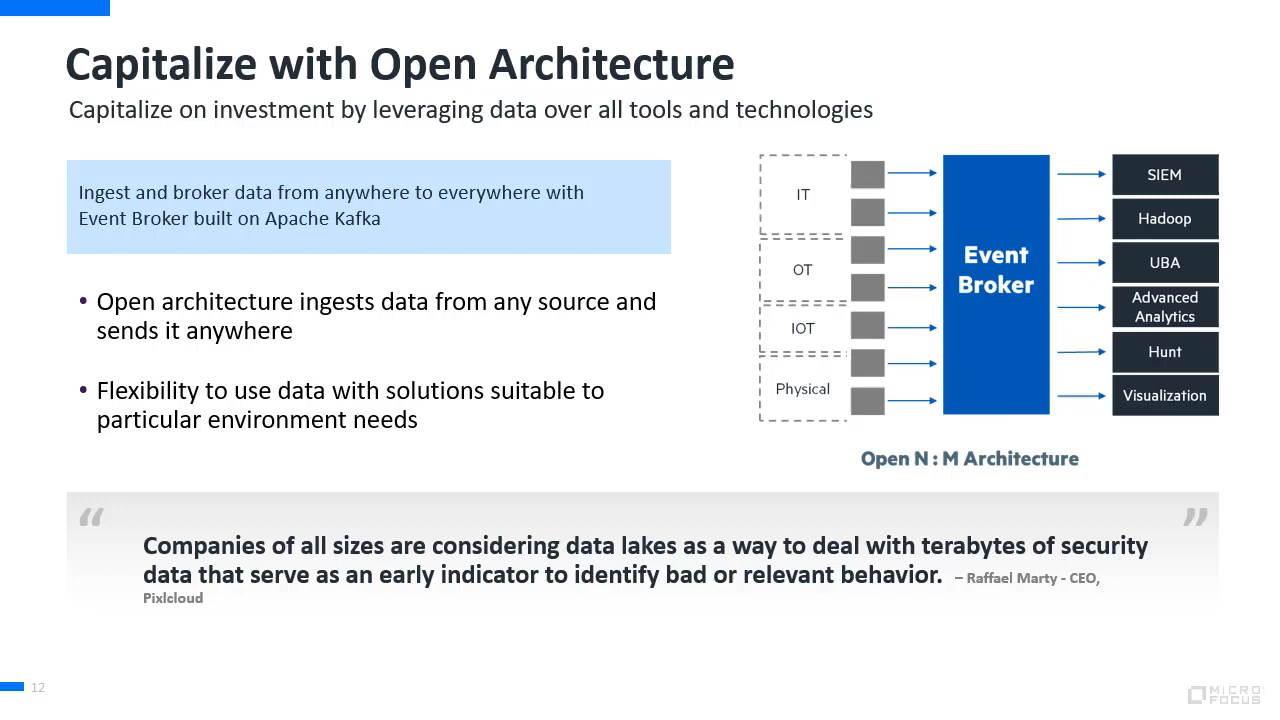 Capitalize with Open Architecture
Capitalize on investment by leveraging data over all tools and technologies
Ingest and broker data from anywhere to everywhere with
Event Broker built on Apache Kafka
• Open architecture ingests data from any source and
sends it anywhere
• Flexibility to use data with solutions suitable to
particular environment needs
IT
OT
IOT
Physical
Event
Broker
SIEM
Hadoop
UBA
Advanced
Analytics
Hunt
Visualization
Open N : M Architecture
“
”
Companies of all sizes are considering data lakes as a way to deal with terabytes of security
data that serve as an early indicator to identify bad or relevant behavior. – Raffael Marty - CEO,
Pixlcloud
12
MICRO
FOCUS